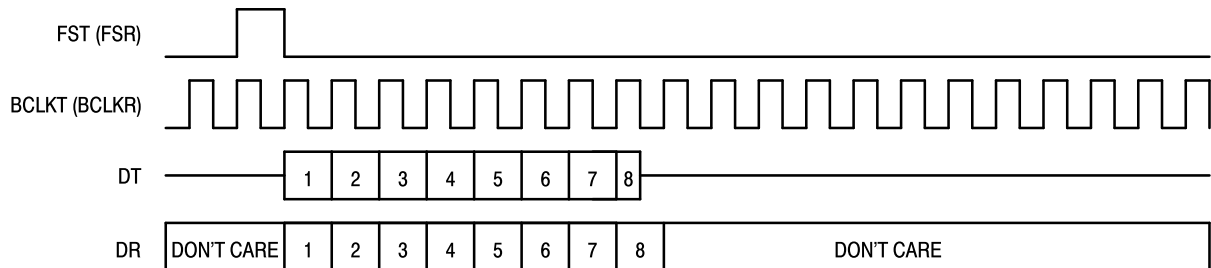 FST (FSR)
BCLKT (BCLKR)
DT 1 2 3 4 5 6 7 8
DR DON'T CARE 1 2 3 4 5 6 7 8 DON'T CARE